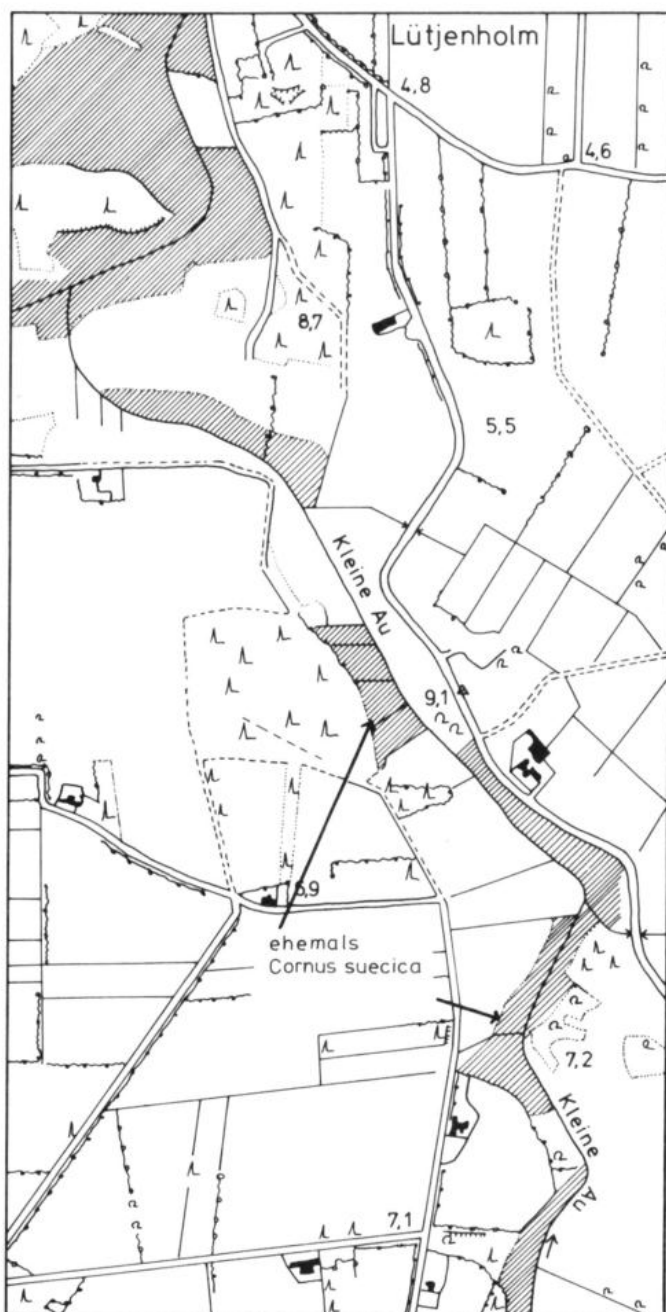 Lütjenholm
4,8
4,6
8,7
5,5
Kleine Au
9,1
6,9
ehemals
Cornus suecica
7,2
Kleine Au
7,1